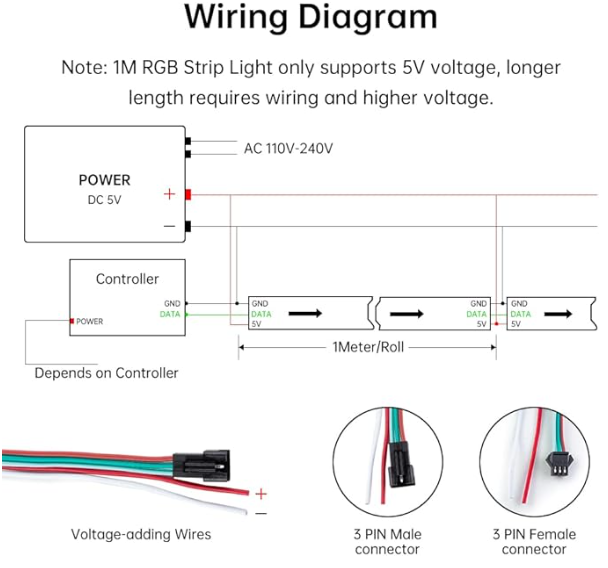 Wiring Diagram
Note: 1M RGB Strip Light only supports 5V voltage, longer
length requires wiring and higher voltage.
AC 110V-240V
POWER
DC 5V
+
−
Controller
GND
DATA
POWER
GND
DATA
5V
GND
DATA
5V
GND
DATA
5V
1Meter/Roll
Depends on Controller
+
−
Voltage-adding Wires
3 PIN Male
connector
3 PIN Female
connector